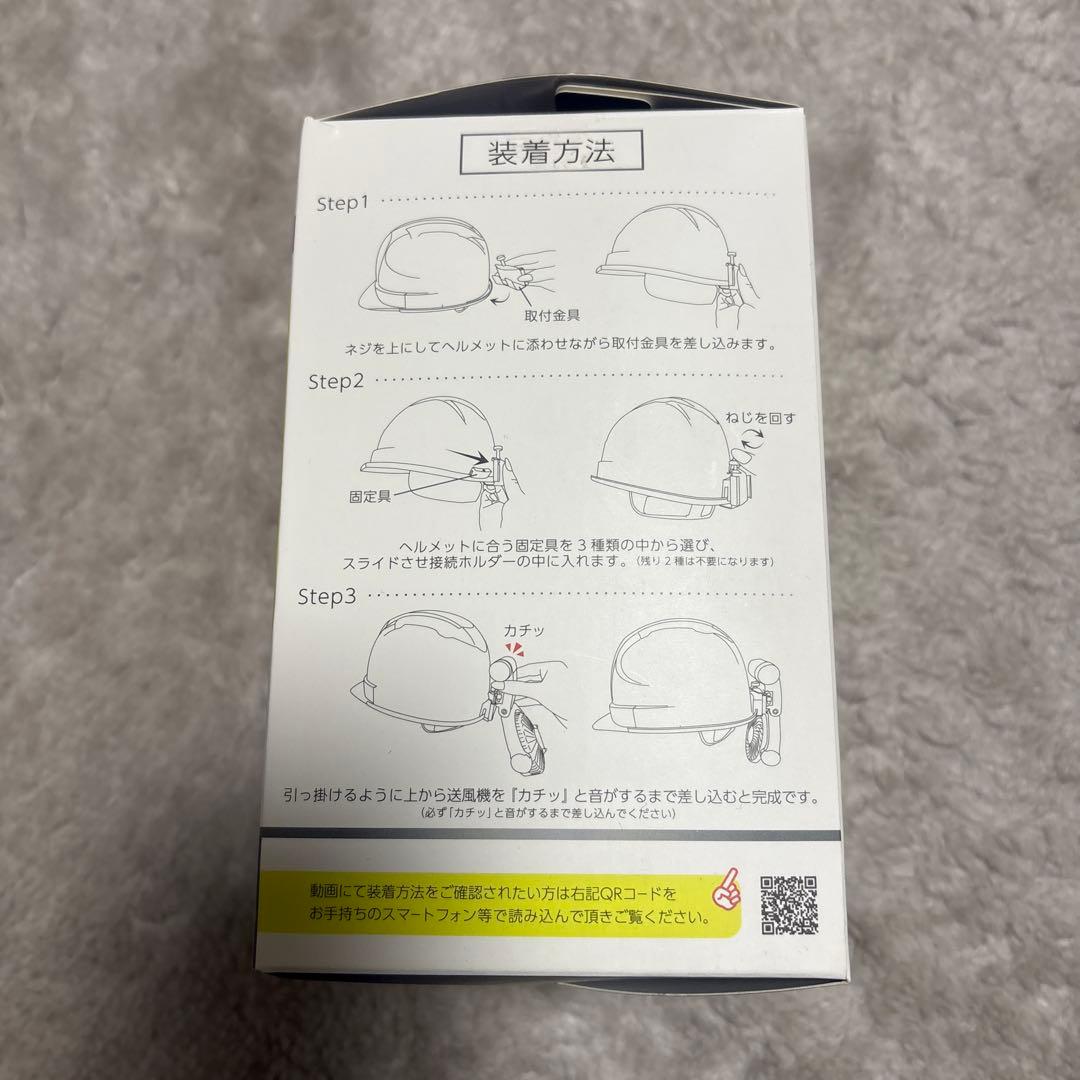 装着方法
Step1
取付金具
ネジを上にしてヘルメットに添わせながら取付金具を差し込みます。
Step2
ねじを回す
固定具
ヘルメットに合う固定具を3種類の中から選び、
スライドさせ接続ホルダーの中に入れます。(残り2種は不要になります)
Step3
カチッ
引っ掛けるように上から送風機を『カチッ』と音がするまで差し込むと完成です。
(必ず「カチッ」と音がするまで差し込んでください)
動画にて装着方法をご確認されたい方は右記QRコードを
お手持ちのスマートフォン等で読み込んで頂きご覧ください。